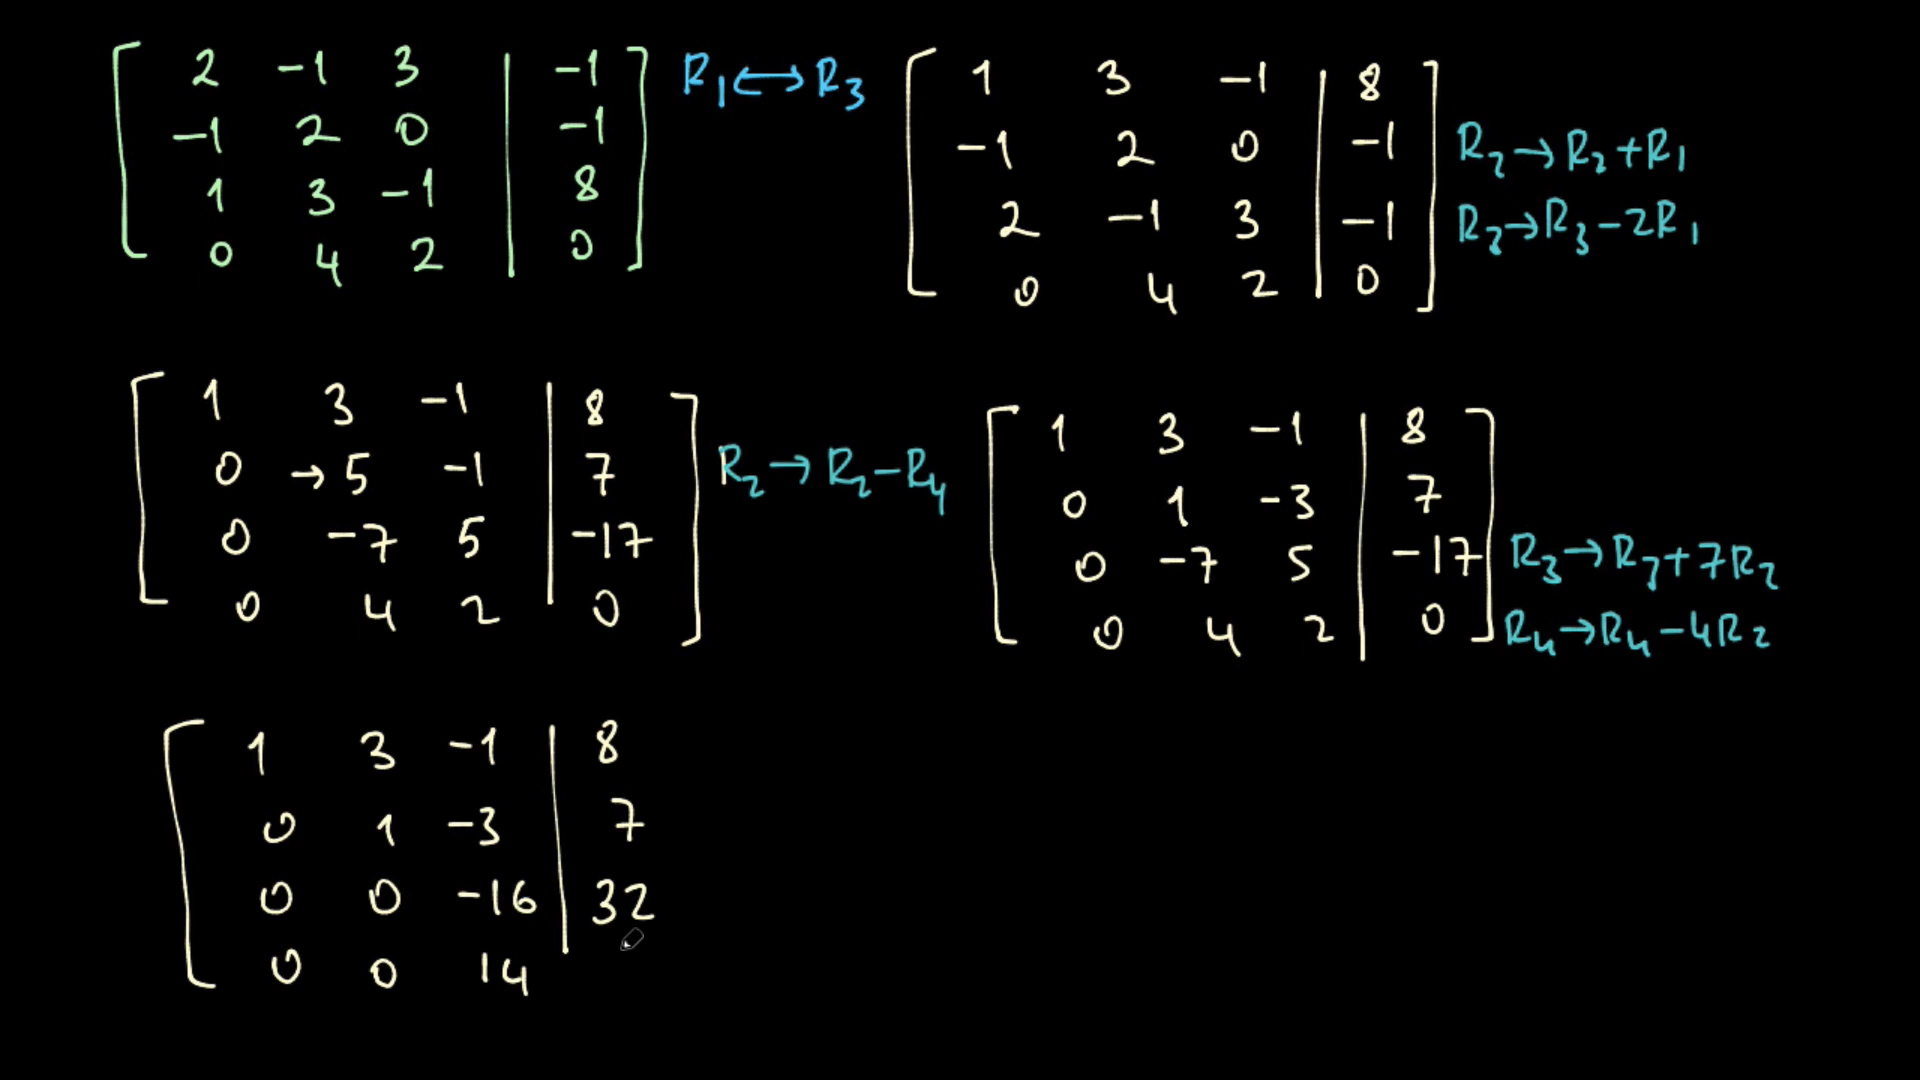 2 -1 3 | -1
-1 2 0 | -1
1 3 -1 | 8
0 4 2 | 0
R1 ↔ R3
1 3 -1 | 8
-1 2 0 | -1
2 -1 3 | -1
0 4 2 | 0
R2 → R2 + R1
R3 → R3 - 2R1
1 3 -1 | 8
0 → 5 -1 | 7
0 -7 5 | -17
0 4 2 | 0
R2 → R2 - R4
1 3 -1 | 8
0 1 -3 | 7
0 -7 5 | -17
0 4 2 | 0
R3 → R3 + 7R2
R4 → R4 - 4R2
1 3 -1 | 8
0 1 -3 | 7
0 0 -16 | 32
0 0 14